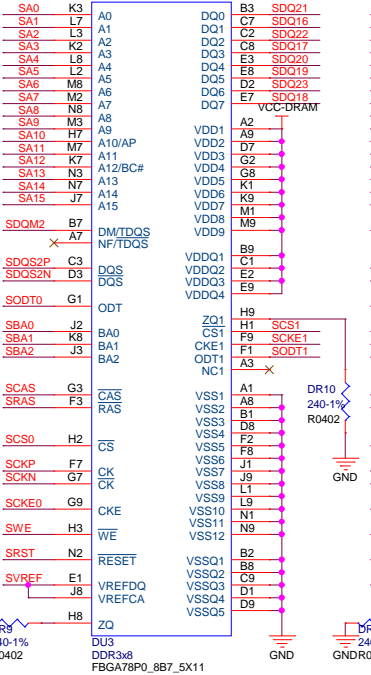 SA0 K3 A0 DQ0 B3 SDQ21
SA1 L7 A1 DQ1 C7 SDQ16
SA2 L3 A2 DQ2 C2 SDQ22
SA3 K2 A3 DQ3 C8 SDQ17
SA4 L8 A4 DQ4 E3 SDQ20
SA5 L2 A5 DQ5 E8 SDQ19
SA6 M8 A6 DQ6 D2 SDQ23
SA7 M2 A7 DQ7 E7 SDQ18
SA8 N8 A8 VCC-DRAM
SA9 M3 A9 VDD1 A2
SA10 H7 A10/AP VDD2 A9
SA11 M7 A11 VDD3 D7
SA12 K7 A12/BC# VDD4 G2
SA13 N3 A13 VDD5 G8
SA14 N7 A14 VDD6 K1
SA15 J7 A15 VDD7 K9
VDD8 M1
SDQM2 B7 DM/TDQS VDD9 M9
A7 NF/TDQS
VDDQ1 B9
SDQS2P C3 DQS VDDQ2 C1
SDQS2N D3 DQS VDDQ3 E2
VDDQ4 E9
SODT0 G1 ODT
ZQ1 H9
SBA0 J2 BA0 CS1 H1 SCS1
SBA1 K8 BA1 CKE1 F9 SCKE1
SBA2 J3 BA2 ODT1 F1 SODT1
NC1 A3
DR10
240-1%
R0402
GND
SCAS G3 CAS VSS1 A1
SRAS F3 RAS VSS2 A8
VSS3 B1
VSS4 D8
SCS0 H2 CS VSS5 F2
VSS6 F8
SCKP F7 CK VSS7 J1
SCKN G7 CK VSS8 J9
VSS9 L1
SCKE0 G9 CKE VSS10 L9
VSS11 N1
SWE H3 WE VSS12 N9
SRST N2 RESET VSSQ1 B2
VSSQ2 B8
SVREF E1 VREFDQ VSSQ3 C9
J8 VREFCA VSSQ4 D1
VSSQ5 D9
H8 ZQ
DU3
DDR3x8
FBGA78P0_8B7_5X11
GND
GND